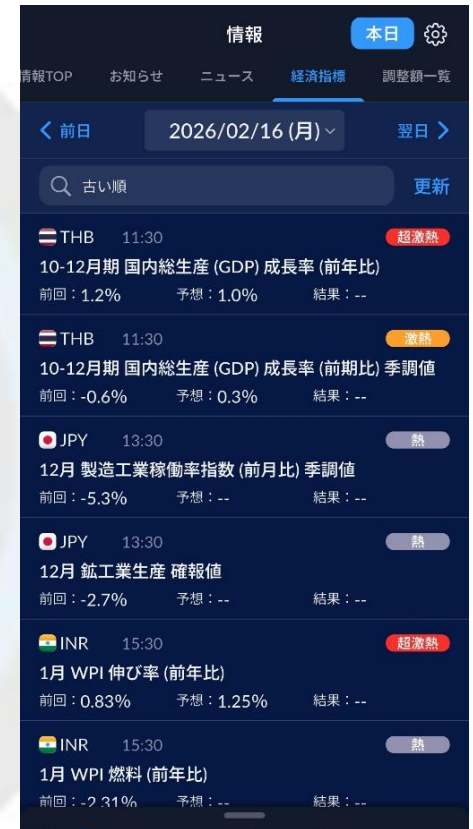 情報 本日
情報TOP お知らせ ニュース 経済指標 調整額一覧
前日 2026/02/16 (月) 翌日
古い順 更新
THB 11:30 超激熱
10-12月期 国内総生産 (GDP) 成長率 (前年比)
前回：1.2% 予想：1.0% 結果：--
THB 11:30 激熱
10-12月期 国内総生産 (GDP) 成長率 (前期比) 季調値
前回：-0.6% 予想：0.3% 結果：--
JPY 13:30 熱
12月 製造工業稼働率指数 (前月比) 季調値
前回：-5.3% 予想：-- 結果：--
JPY 13:30 熱
12月 鉱工業生産 確報値
前回：-2.7% 予想：-- 結果：--
INR 15:30 超激熱
1月 WPI 伸び率 (前年比)
前回：0.83% 予想：1.25% 結果：--
INR 15:30 熱
1月 WPI 燃料 (前年比)
前回：-2.31% 予想：-- 結果：--